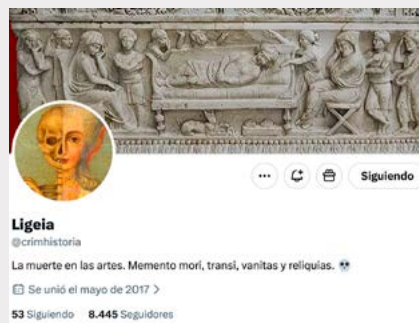 Siguiendo
Ligeia
@crimhistoria
La muerte en las artes. Memento mori, transi, vanitas y reliquias. 💀
Se unió el mayo de 2017
53 Siguiendo 8.445 Seguidores